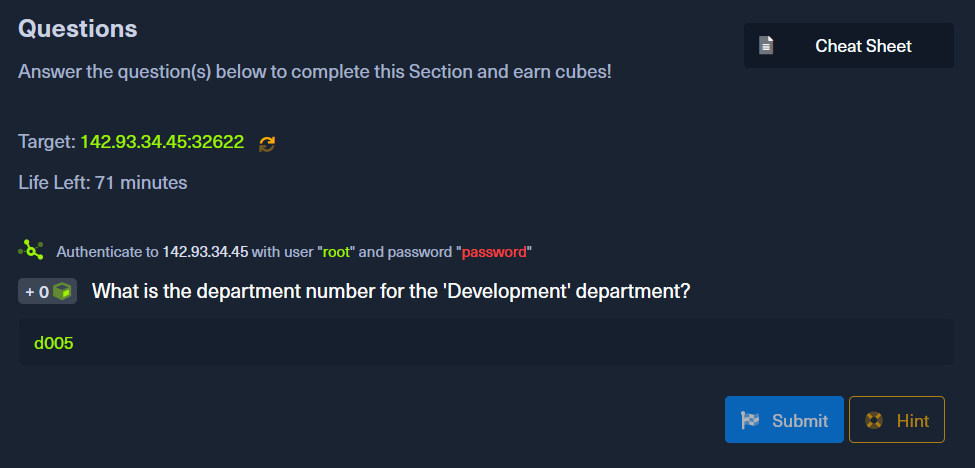 Questions
Cheat Sheet
Answer the question(s) below to complete this Section and earn cubes!
Target: 142.93.34.45:32622
Life Left: 71 minutes
Authenticate to 142.93.34.45 with user "root" and password "password"
+ 0 What is the department number for the 'Development' department?
d005
Submit
Hint